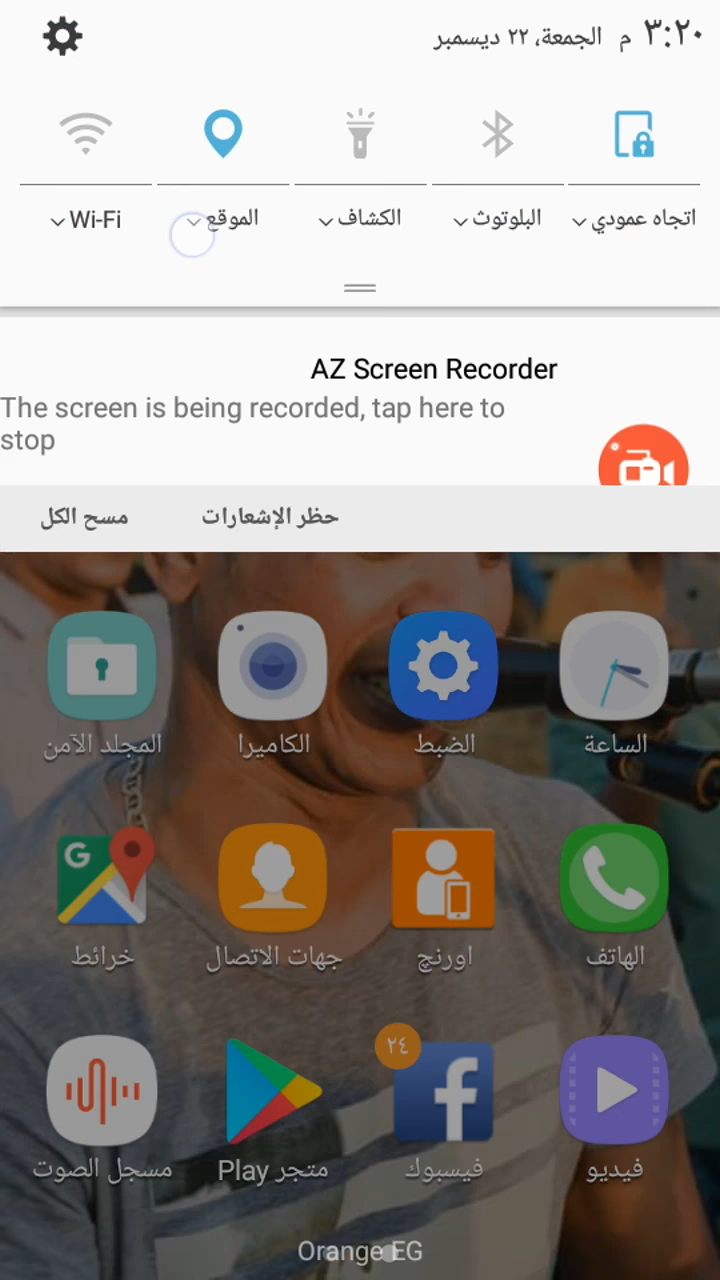 ٣:٢٠ م الجمعة، ٢٢ ديسمبر
اتجاه عمودي
البلوتوث
الكشاف
الموقع
Wi-Fi
AZ Screen Recorder
The screen is being recorded, tap here to
stop
حظر الإشعارات
مسح الكل
الساعة
الضبط
الكاميرا
المجلد الآمن
الهاتف
اورنچ
جهات الاتصال
خرائط
G
٢٤
f
فيديو
فيسبوك
متجر Play
مسجل الصوت
Orange EG